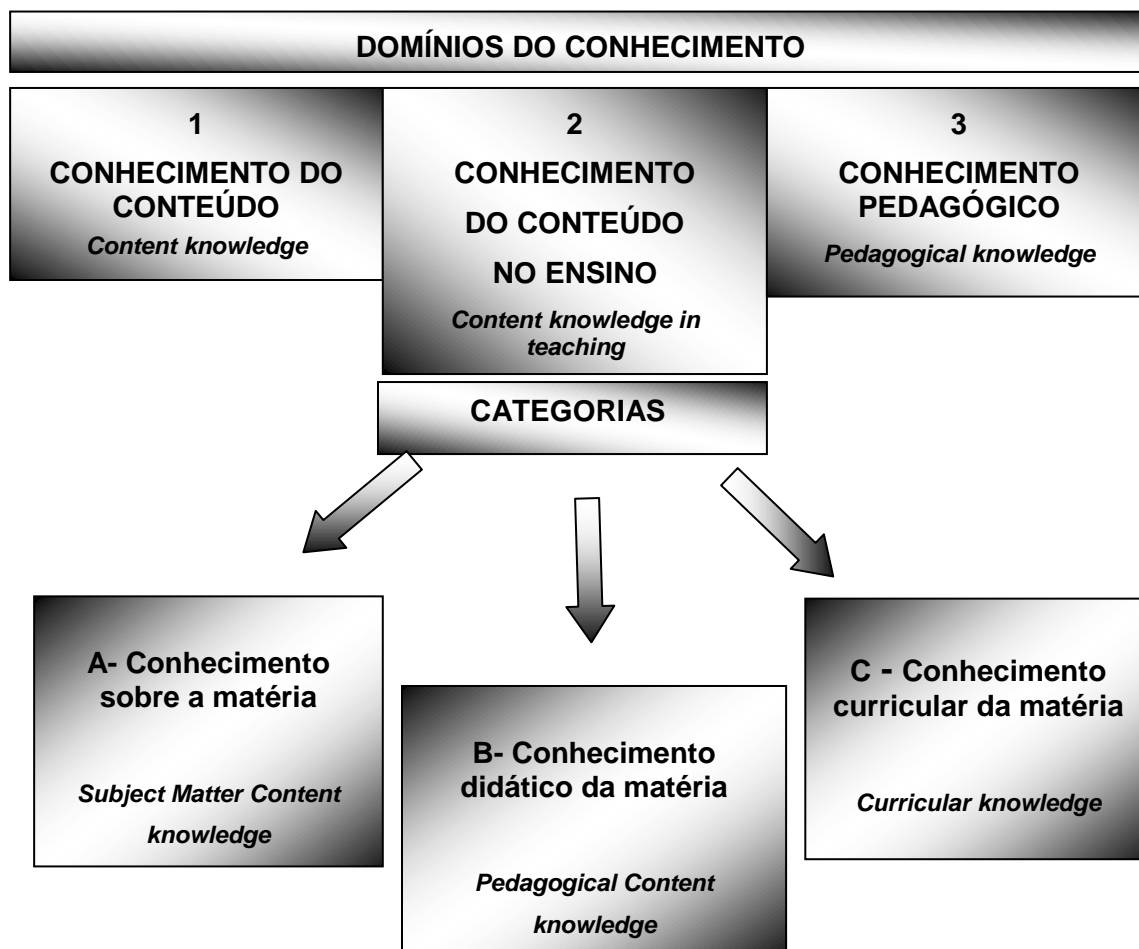 DOMÍNIOS DO CONHECIMENTO
1
CONHECIMENTO DO
CONTEÚDO
Content knowledge
2
CONHECIMENTO
DO CONTEÚDO
NO ENSINO
Content knowledge in
teaching
3
CONHECIMENTO
PEDAGÓGICO
Pedagogical knowledge
CATEGORIAS
A- Conhecimento
sobre a matéria
Subject Matter Content
knowledge
B- Conhecimento
didático da matéria
Pedagogical Content
knowledge
C - Conhecimento
curricular da matéria
Curricular knowledge